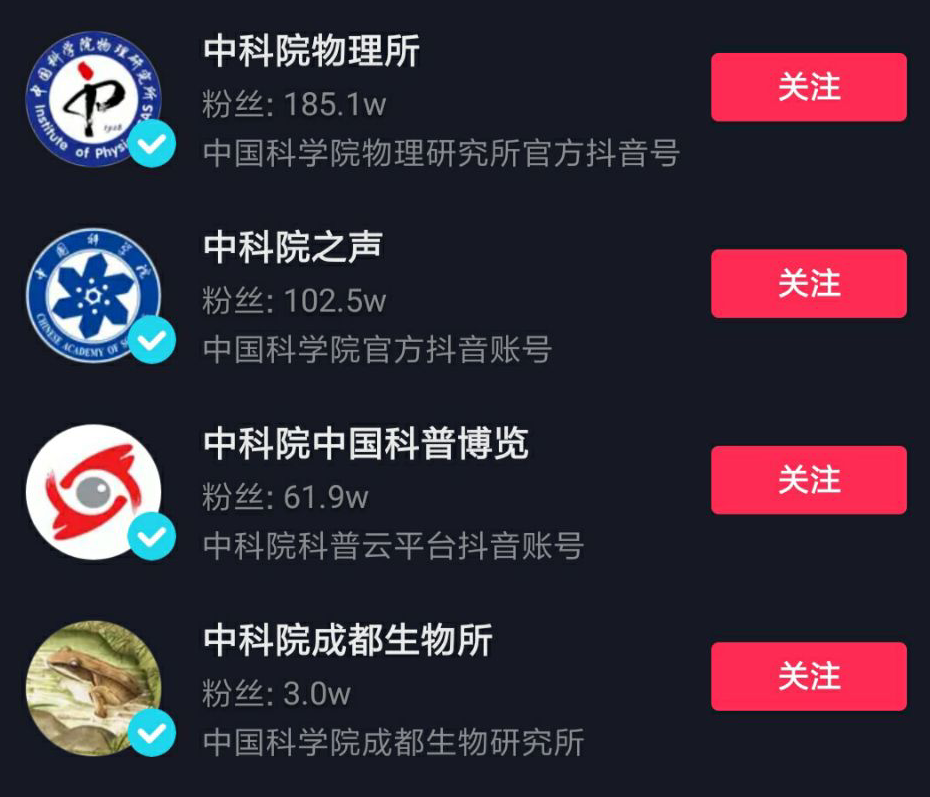 中国科学院物理研究所
Institute of Physi
AS
1928
中科院物理所
粉丝: 185.1w
关注
中国科学院物理研究所官方抖音号
中国科学院
CHINESE ACADEMY OF S
中科院之声
粉丝: 102.5w
关注
中国科学院官方抖音账号
中科院中国科普博览
粉丝: 61.9w
关注
中科院科普云平台抖音账号
中科院成都生物所
粉丝: 3.0w
关注
中国科学院成都生物研究所